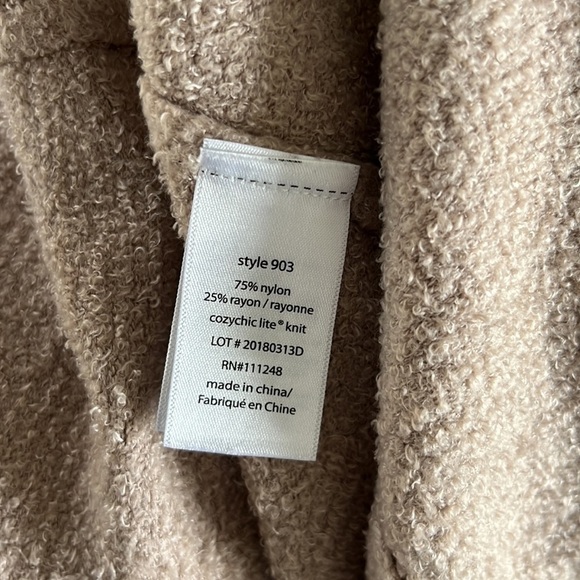 style 903
75% nylon
25% rayon / rayonne
cozychic lite® knit
LOT # 20180313D
RN#111248
made in china/
Fabriqué en Chine